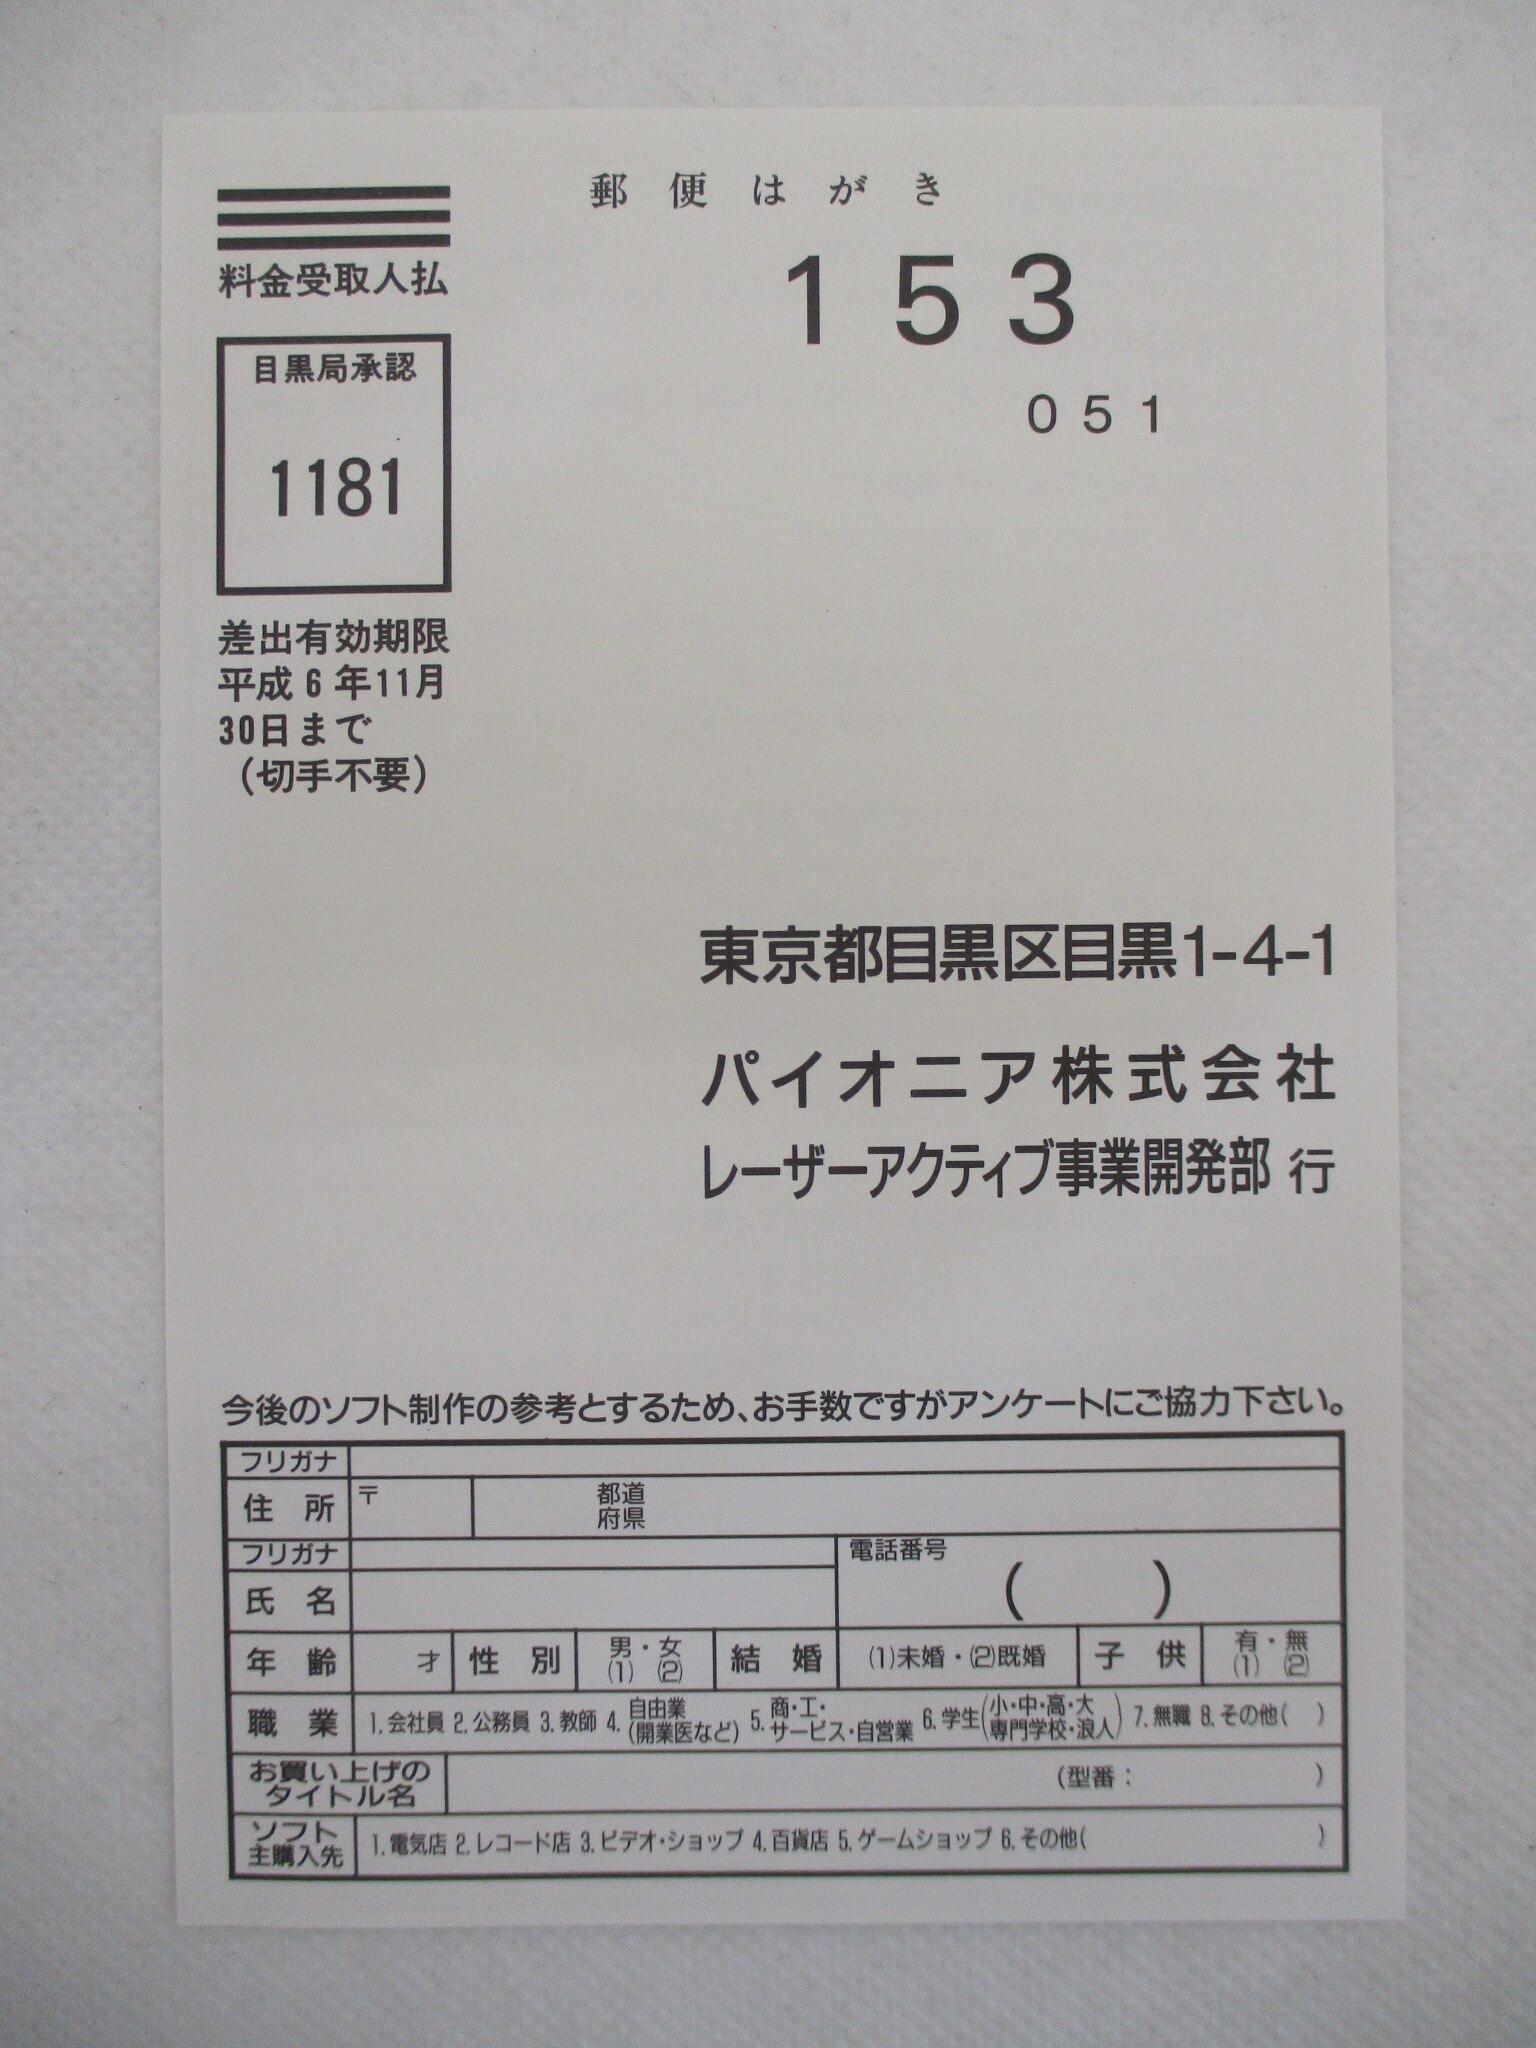 郵便はがき
153
051
料金受取人払
目黒局承認
1181
差出有効期限
平成6年11月
30日まで
(切手不要)
東京都目黒区目黒1-4-1
パイオニア株式会社
レーザーアクティブ事業開発部 行
今後のソフト制作の参考とするため、お手数ですがアンケートにご協力下さい。
フリガナ
住所 〒 都道府県
フリガナ
氏名
電話番号 ( )
年齢 才 性別 男・女 (1) (2) 結婚 (1)未婚・(2)既婚 子供 有・無 (1) (2)
職業 1.会社員 2.公務員 3.教師 4.自由業(開業医など) 5.商・工・サービス・自営業 6.学生(小・中・高・大 専門学校・浪人) 7.無職 8.その他( )
お買い上げのタイトル名 (型番: )
ソフト主購入先 1.電気店 2.レコード店 3.ビデオ・ショップ 4.百貨店 5.ゲームショップ 6.その他( )